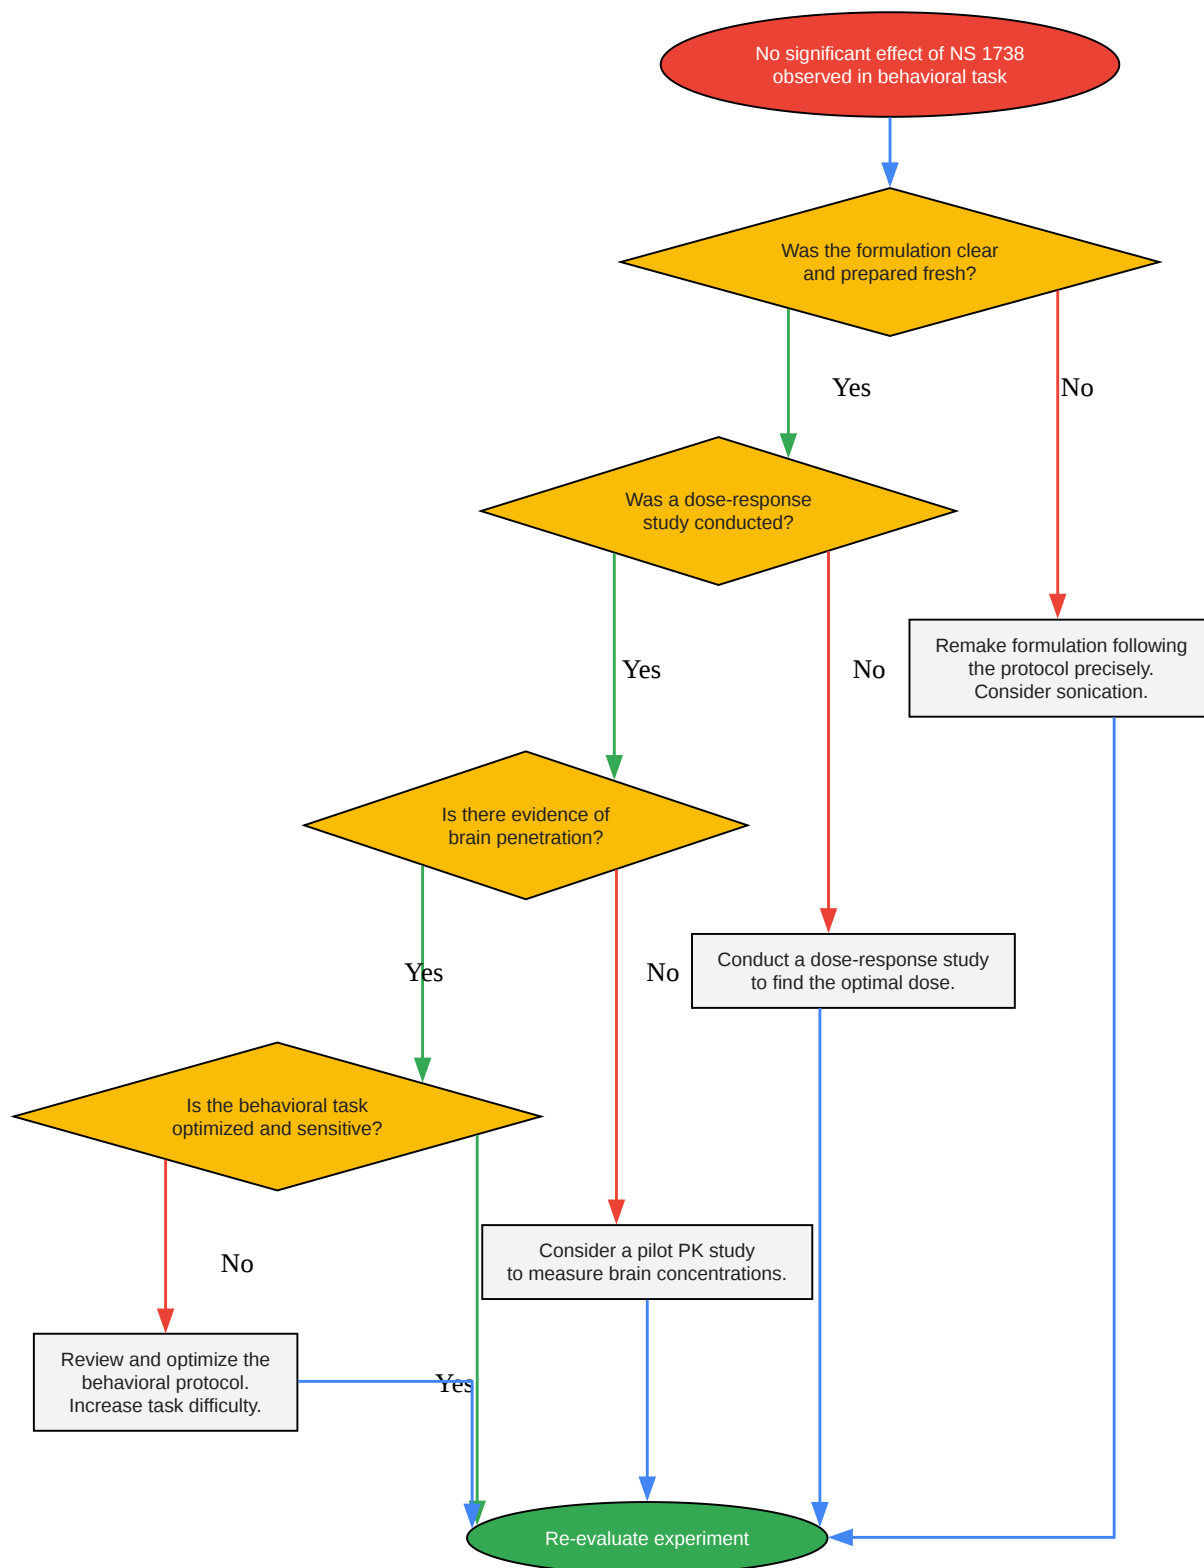 No significant effect of NS 1738
observed in behavioral task
Was the formulation clear
and prepared fresh?
Yes
No
Was a dose-response
study conducted?
Yes
No
Remake formulation following
the protocol precisely.
Consider sonication.
Is there evidence of
brain penetration?
Yes
No
Conduct a dose-response study
to find the optimal dose.
Is the behavioral task
optimized and sensitive?
No
Yes
Consider a pilot PK study
to measure brain concentrations.
Review and optimize the
behavioral protocol.
Increase task difficulty.
Re-evaluate experiment